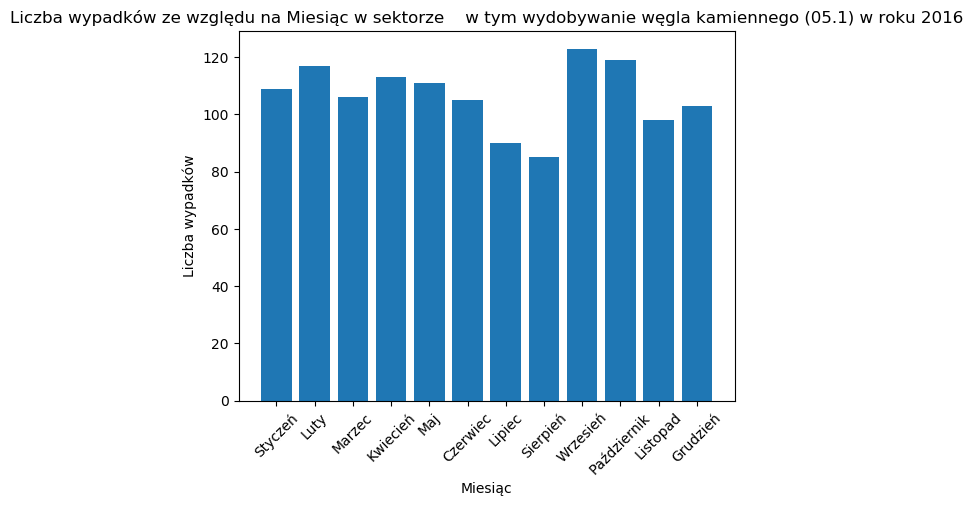 Liczba wypadków ze względu na Miesiąc w sektorze    w tym wydobywanie węgla kamiennego (05.1) w roku 2016
120
100
80
60
40
20
0
Liczba wypadków
Styczeń
Luty
Marzec
Kwiecień
Maj
Czerwiec
Lipiec
Sierpień
Wrzesień
Październik
Listopad
Grudzień
Miesiąc